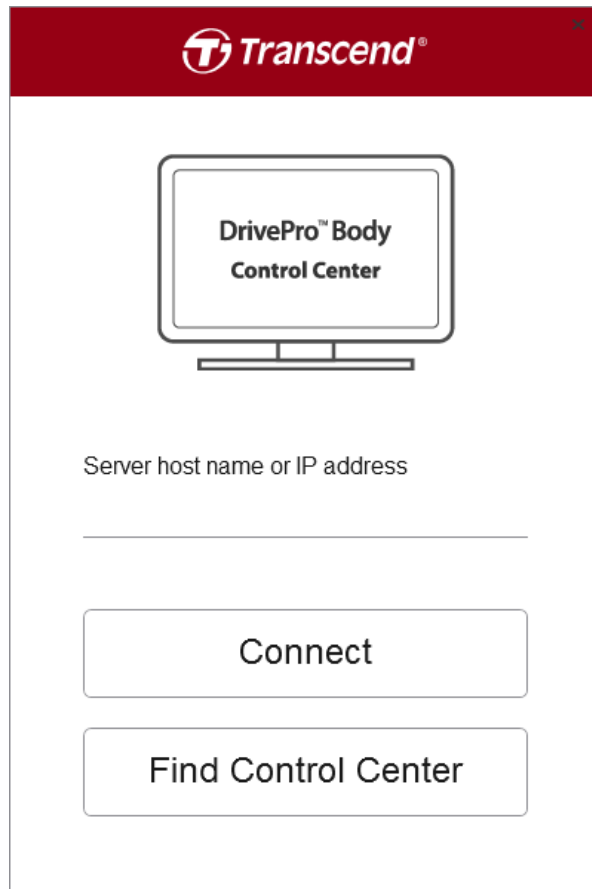 Transcend®
DrivePro™ Body
Control Center
Server host name or IP address
Connect
Find Control Center